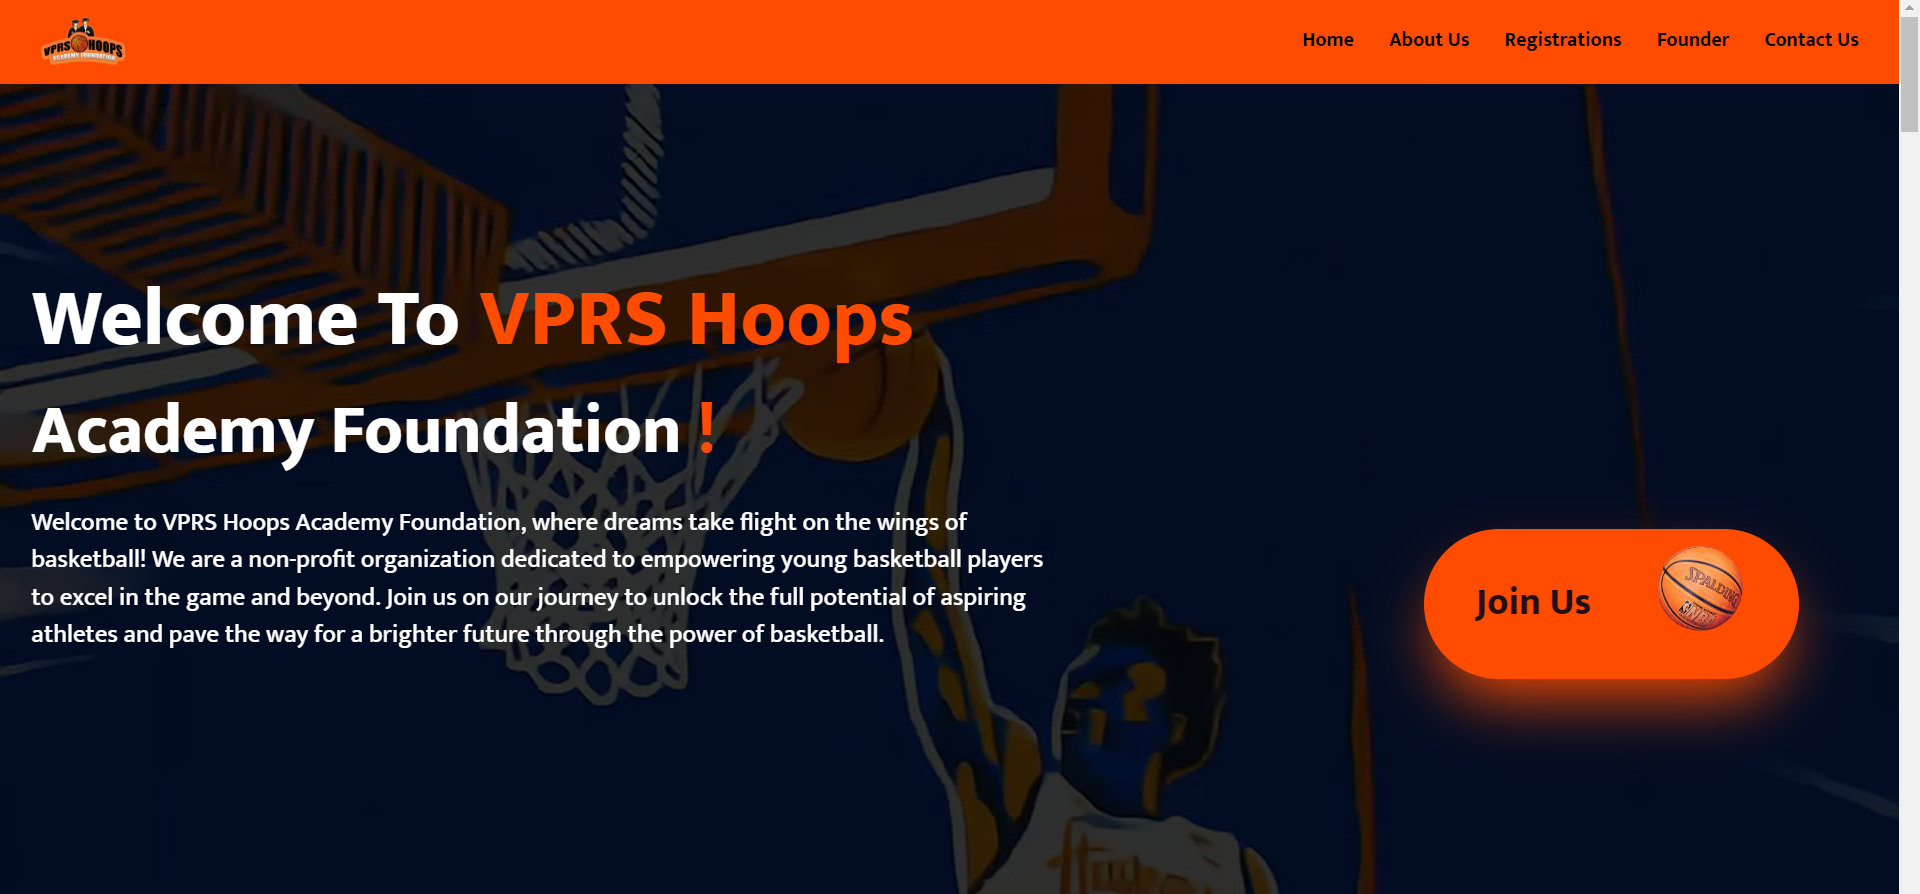 VPRS HOOPS
ACADEMY FOUNDATION
Home About Us Registrations Founder Contact Us
Welcome To VPRS Hoops
Academy Foundation !
Welcome to VPRS Hoops Academy Foundation, where dreams take flight on the wings of
basketball! We are a non-profit organization dedicated to empowering young basketball players
to excel in the game and beyond. Join us on our journey to unlock the full potential of aspiring
athletes and pave the way for a brighter future through the power of basketball.
Join Us
SPALDING
NBA